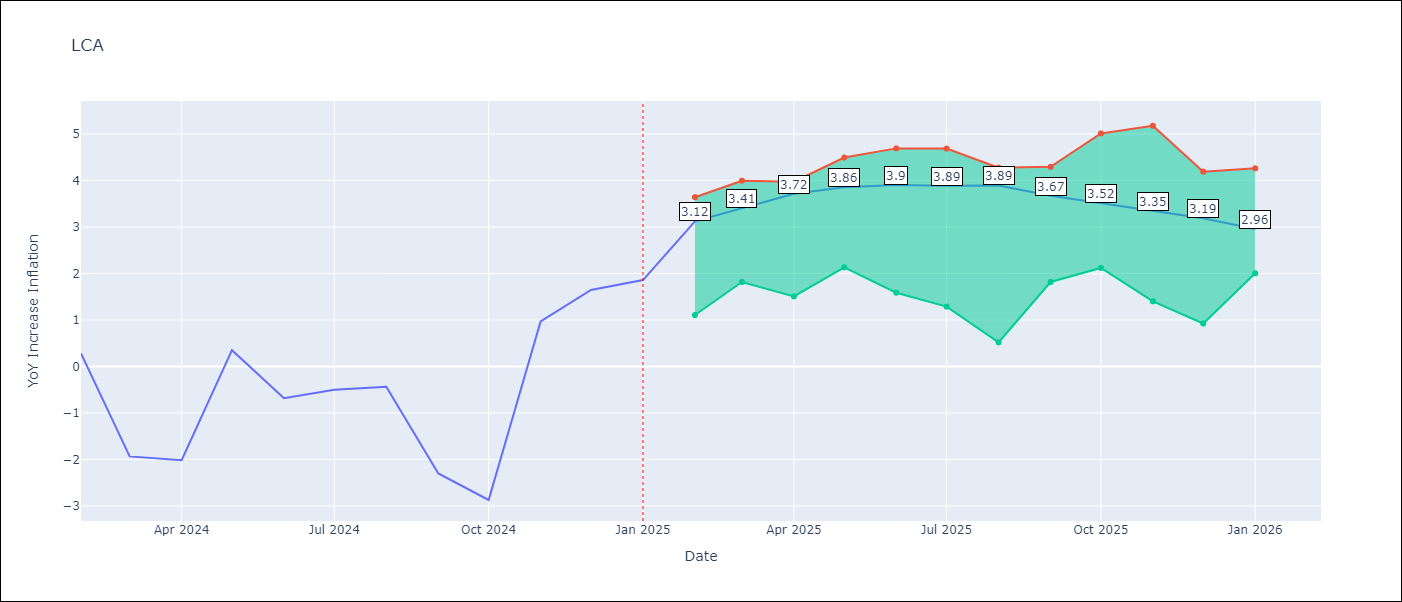 LCA
YoY Increase Inflation
5
4
3
2
1
0
−1
−2
−3
3.12
3.41
3.72
3.86
3.9
3.89
3.89
3.67
3.52
3.35
3.19
2.96
Apr 2024
Jul 2024
Oct 2024
Jan 2025
Apr 2025
Jul 2025
Oct 2025
Jan 2026
Date